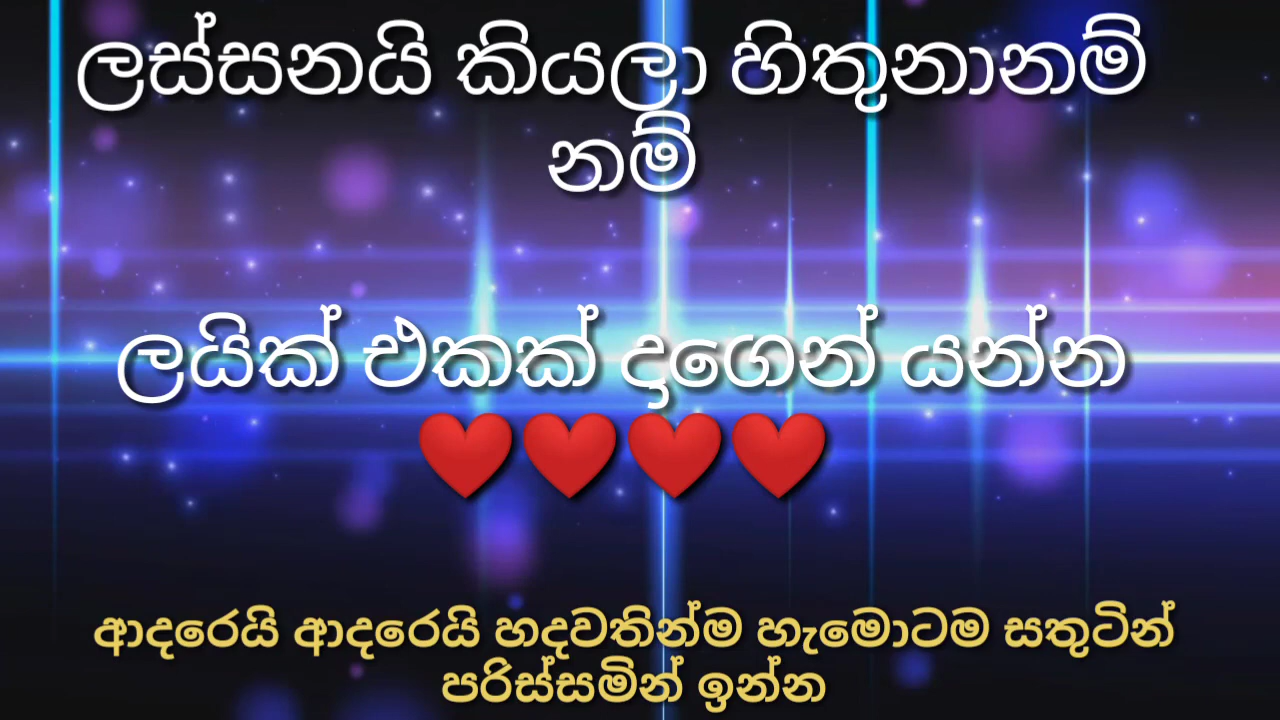 ලස්සනයි කියලා හිතුනානම්
නම්
ලයික් එකක් දාගෙන් යන්න
❤️❤️❤️❤️
ආදරෙයි ආදරෙයි හදවතින්ම හැමොටම සතුටින්
පරිස්සමින් ඉන්න